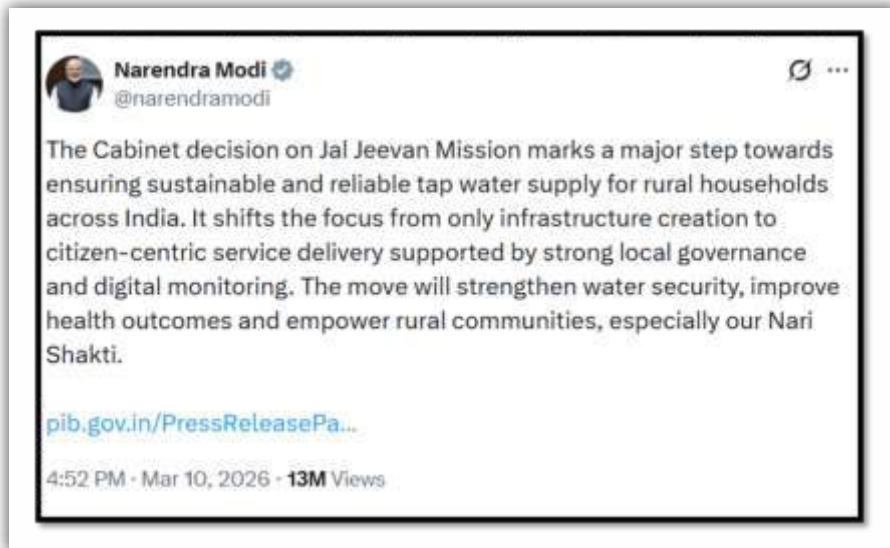 Narendra Modi
@narendramodi
The Cabinet decision on Jal Jeevan Mission marks a major step towards
ensuring sustainable and reliable tap water supply for rural households
across India. It shifts the focus from only infrastructure creation to
citizen-centric service delivery supported by strong local governance
and digital monitoring. The move will strengthen water security, improve
health outcomes and empower rural communities, especially our Nari
Shakti.
pib.gov.in/PressReleasePa...
4:52 PM · Mar 10, 2026 · 13M Views